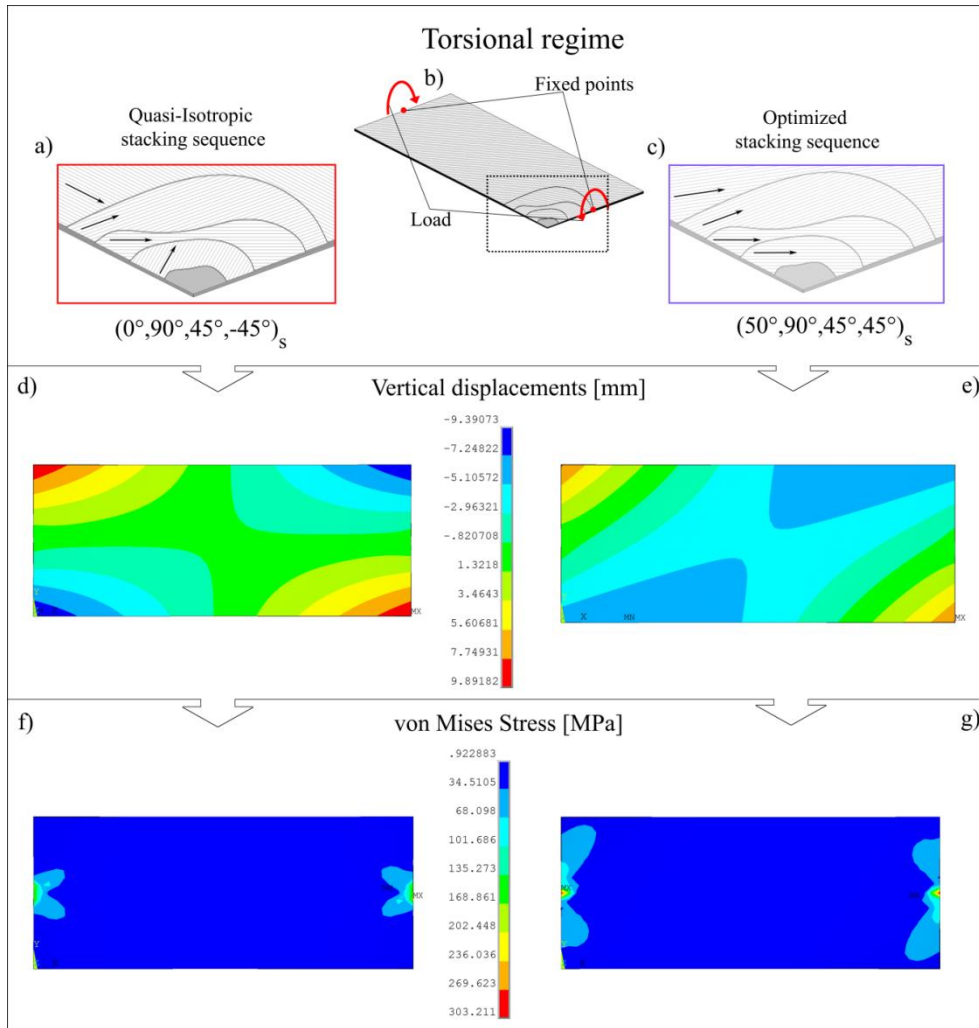 Torsional regime
b)
Fixed points
Quasi-Isotropic
stacking sequence
a)
Optimized
stacking sequence
c)
Load
(0°,90°,45°,-45°)s
(50°,90°,45°,45°)s
d)
Vertical displacements [mm]
e)
-9.39073
-7.24822
-5.10572
-2.96321
-.820708
1.3218
3.4643
5.60681
7.74931
9.89182
Y
MX
Y
X
MN
MX
f)
von Mises Stress [MPa]
g)
.922883
34.5105
68.098
101.686
135.273
168.861
202.448
236.036
269.623
303.211
MX
Y
MX
Y